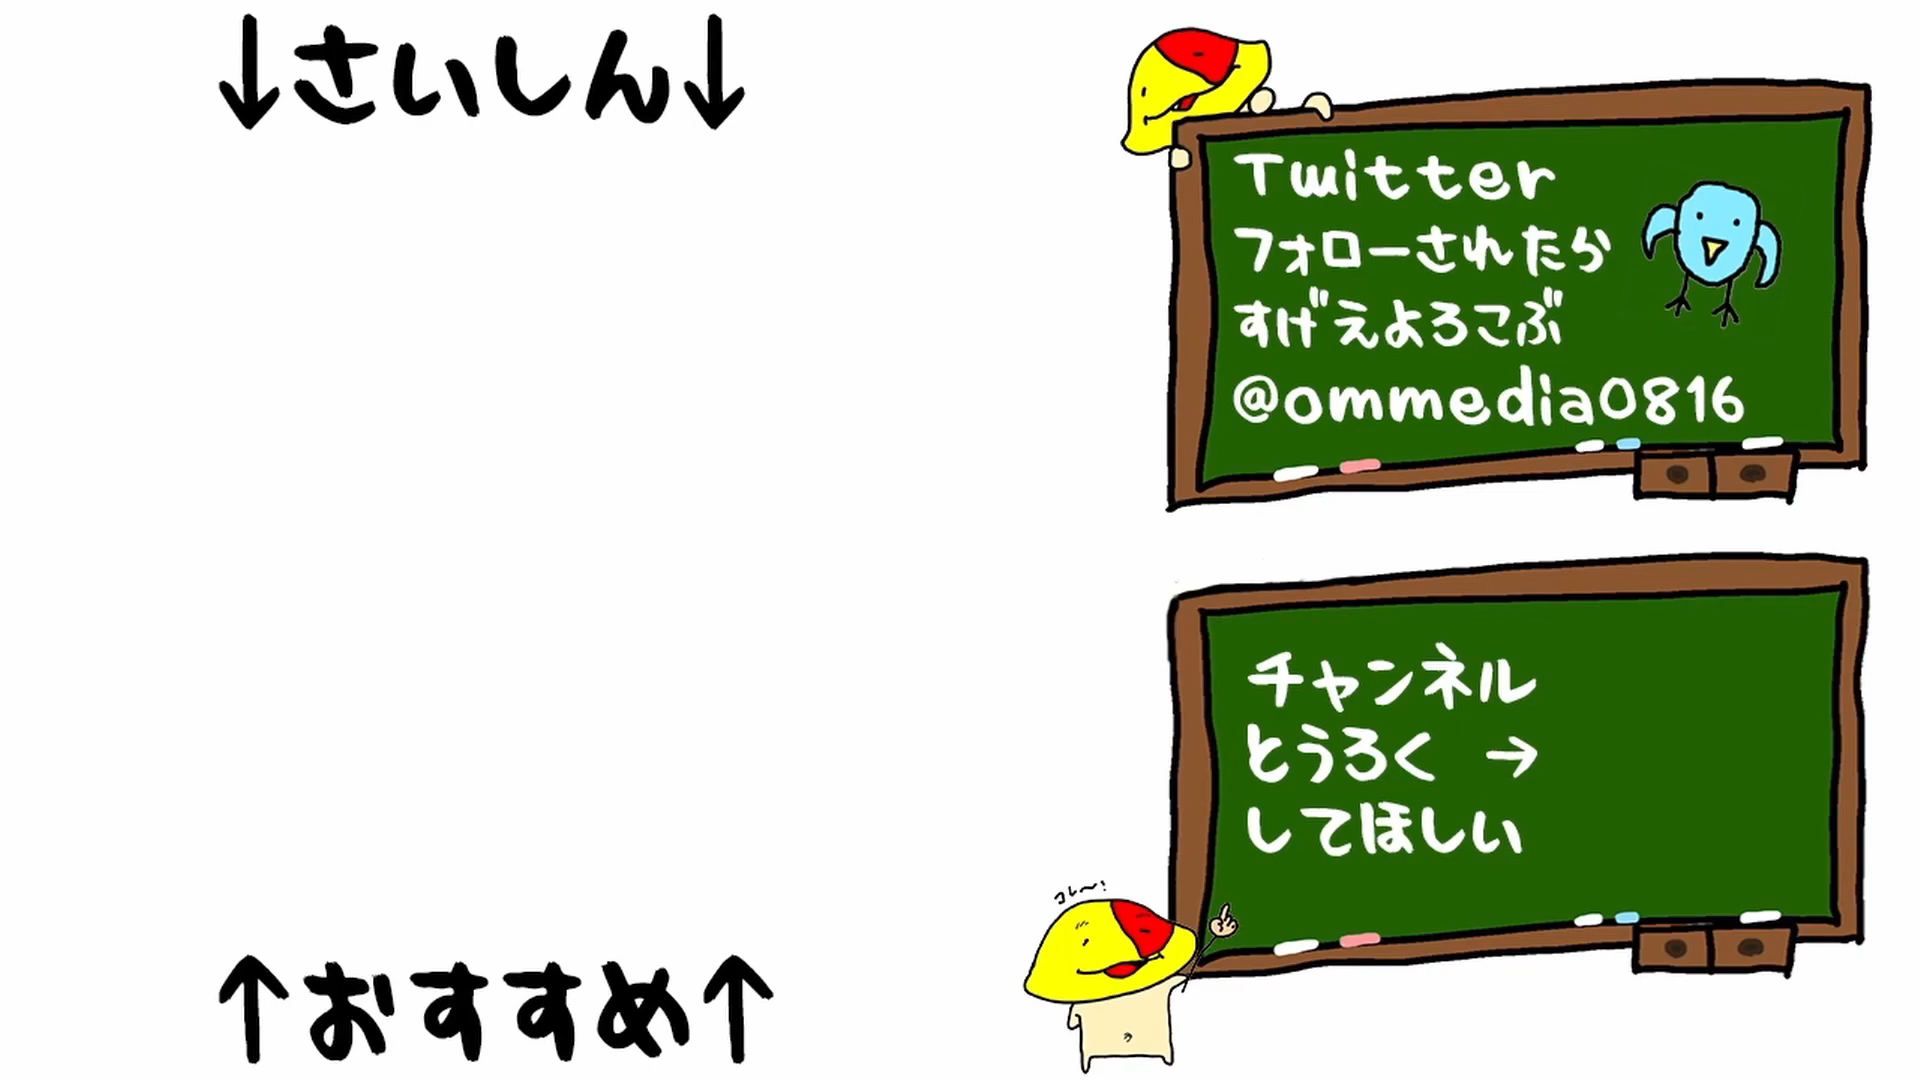 ↓さいしん↓
Twitter
フォローされたら
すげえよろこぶ
@ommedia0816
チャンネル
とうろく →
してほしい
コレ〜!
↑おすすめ↑